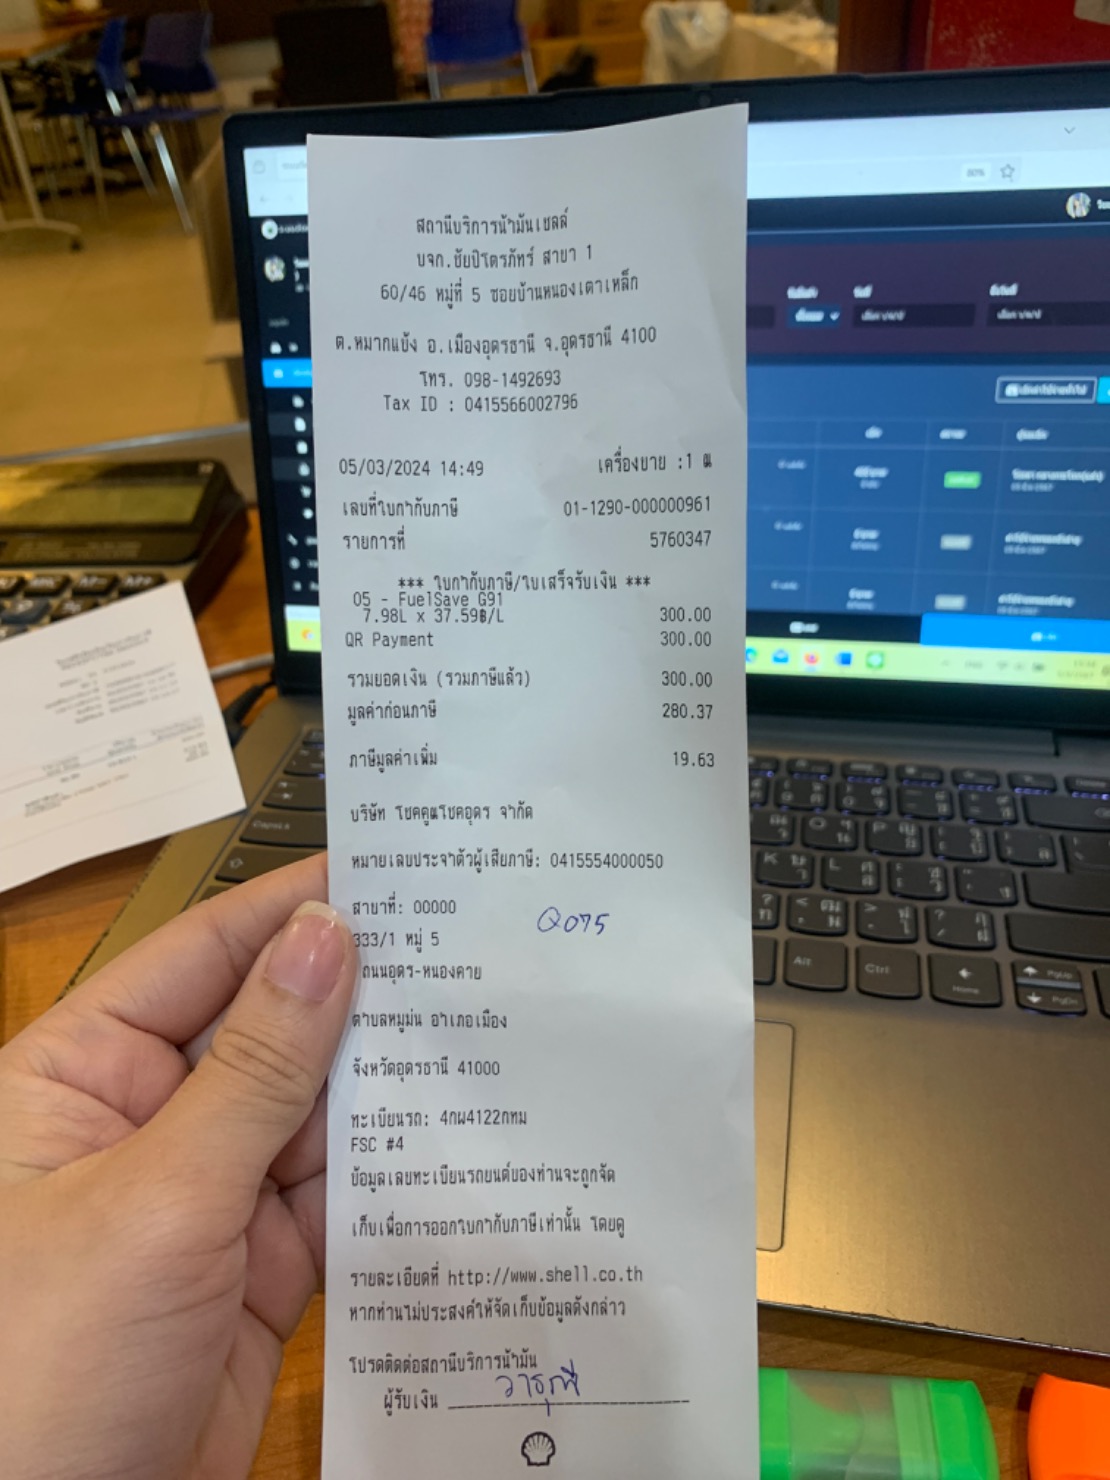 สถานีบริการน้ำมันเชลล์
บจก.ชัยปิโตรภัทร์ สาขา 1
60/46 หมู่ที่ 5 ซอยบ้านหนองเตาเหล็ก
ต.หมากแข้ง อ.เมืองอุดรธานี จ.อุดรธานี 4100
โทร. 098-1492693
Tax ID : 0415566002796
05/03/2024 14:49 เครื่องขาย :1 ณ
เลขที่ใบกำกับภาษี 01-1290-000000961
รายการที่ 5760347
*** ใบกำกับภาษี/ใบเสร็จรับเงิน ***
05 - FuelSave G91
7.98L x 37.59฿/L 300.00
QR Payment 300.00
รวมยอดเงิน (รวมภาษีแล้ว) 300.00
มูลค่าก่อนภาษี 280.37
ภาษีมูลค่าเพิ่ม 19.63
บริษัท โชคคูณโชคอุดร จำกัด
หมายเลขประจำตัวผู้เสียภาษี: 0415554000050
สาขาที่: 00000
Q075
333/1 หมู่ 5
ถนนอุดร-หนองคาย
ตำบลหมูม่น อำเภอเมือง
จังหวัดอุดรธานี 41000
ทะเบียนรถ: 4กผ4122กทม
FSC #4
ข้อมูลเลขทะเบียนรถยนต์ของท่านจะถูกจัด
เก็บเพื่อการออกใบกำกับภาษีเท่านั้น โดยดู
รายละเอียดที่ http://www.shell.co.th
หากท่านไม่ประสงค์ให้จัดเก็บข้อมูลดังกล่าว
โปรดติดต่อสถานีบริการน้ำมัน
ผู้รับเงิน
80%
CapsLk
Alt
Ctrl
Home
PgUp
PgDn